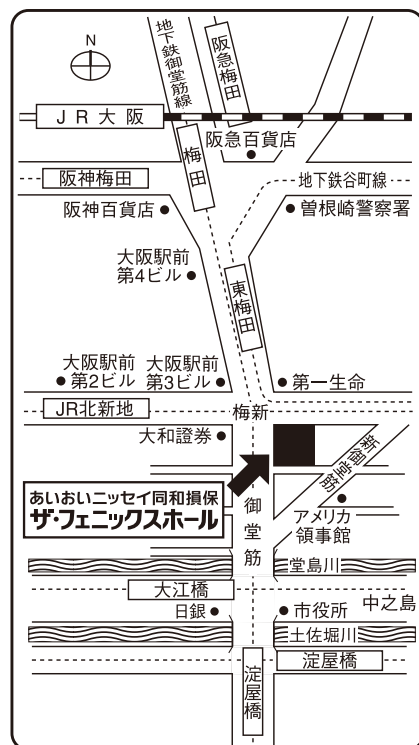 N
地下鉄御堂筋線
阪急梅田
JR大阪
梅田
阪急百貨店
阪神梅田
地下鉄谷町線
阪神百貨店
曽根崎警察署
大阪駅前
第4ビル
東梅田
大阪駅前
第2ビル
大阪駅前
第3ビル
第一生命
JR北新地
梅新
大和證券
新御堂筋
あいおいニッセイ同和損保
ザ・フェニックスホール
御堂筋
アメリカ
領事館
堂島川
大江橋
中之島
日銀
市役所
土佐堀川
淀屋橋
淀屋橋